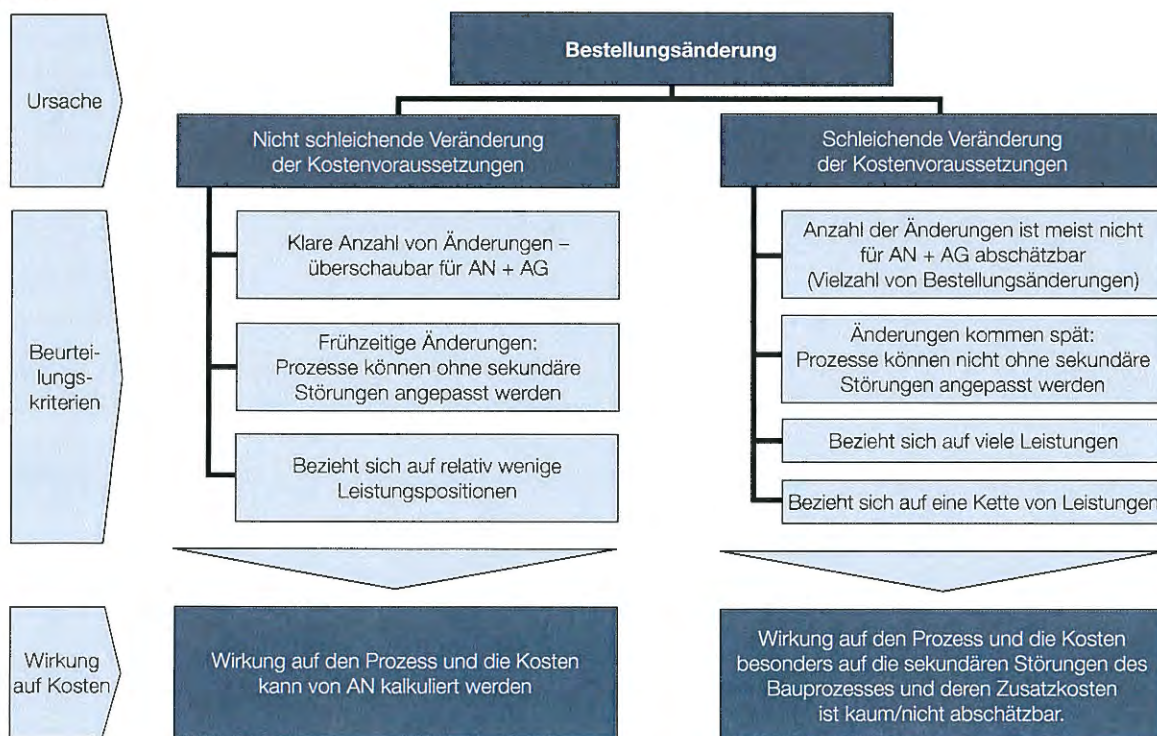 Bestellungsänderung
Ursache
Nicht schleichende Veränderung
der Kostenvoraussetzungen
Schleichende Veränderung
der Kostenvoraussetzungen
Beurtei-
lungs-
kriterien
Klare Anzahl von Änderungen –
überschaubar für AN + AG
Frühzeitige Änderungen:
Prozesse können ohne sekundäre
Störungen angepasst werden
Bezieht sich auf relativ wenige
Leistungspositionen
Anzahl der Änderungen ist meist nicht
für AN + AG abschätzbar
(Vielzahl von Bestellungsänderungen)
Änderungen kommen spät:
Prozesse können nicht ohne sekundäre
Störungen angepasst werden
Bezieht sich auf viele Leistungen
Bezieht sich auf eine Kette von Leistungen
Wirkung
auf Kosten
Wirkung auf den Prozess und die Kosten
kann von AN kalkuliert werden
Wirkung auf den Prozess und die Kosten
besonders auf die sekundären Störungen des
Bauprozesses und deren Zusatzkosten
ist kaum/nicht abschätzbar.